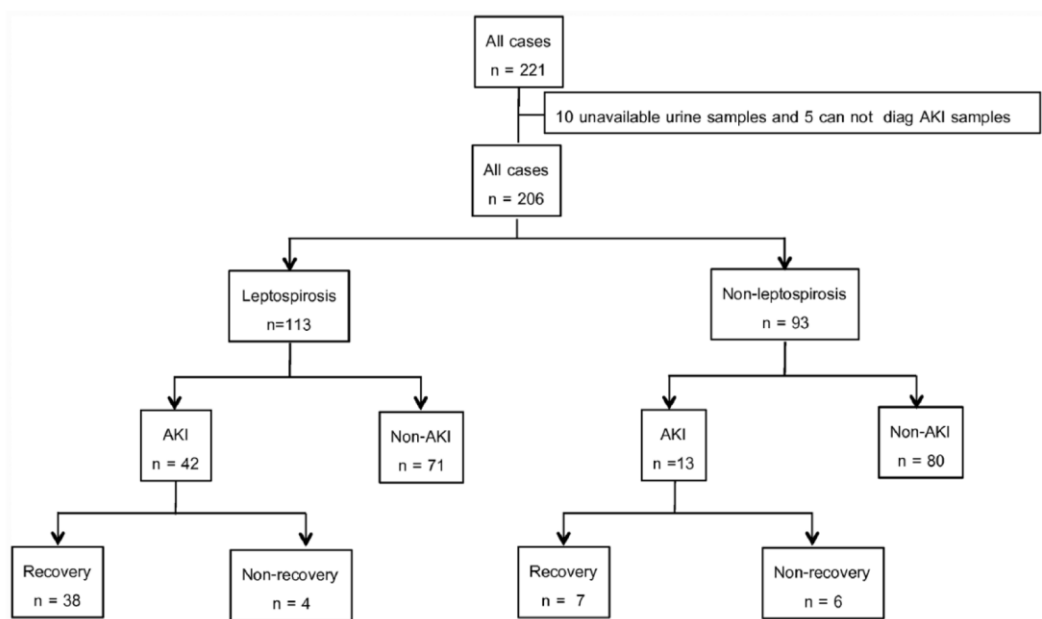 All cases
n = 221
10 unavailable urine samples and 5 can not diag AKI samples
All cases
n = 206
Leptospirosis
n=113
Non-leptospirosis
n = 93
AKI
n = 42
Non-AKI
n = 71
AKI
n =13
Non-AKI
n = 80
Recovery
n = 38
Non-recovery
n = 4
Recovery
n = 7
Non-recovery
n = 6